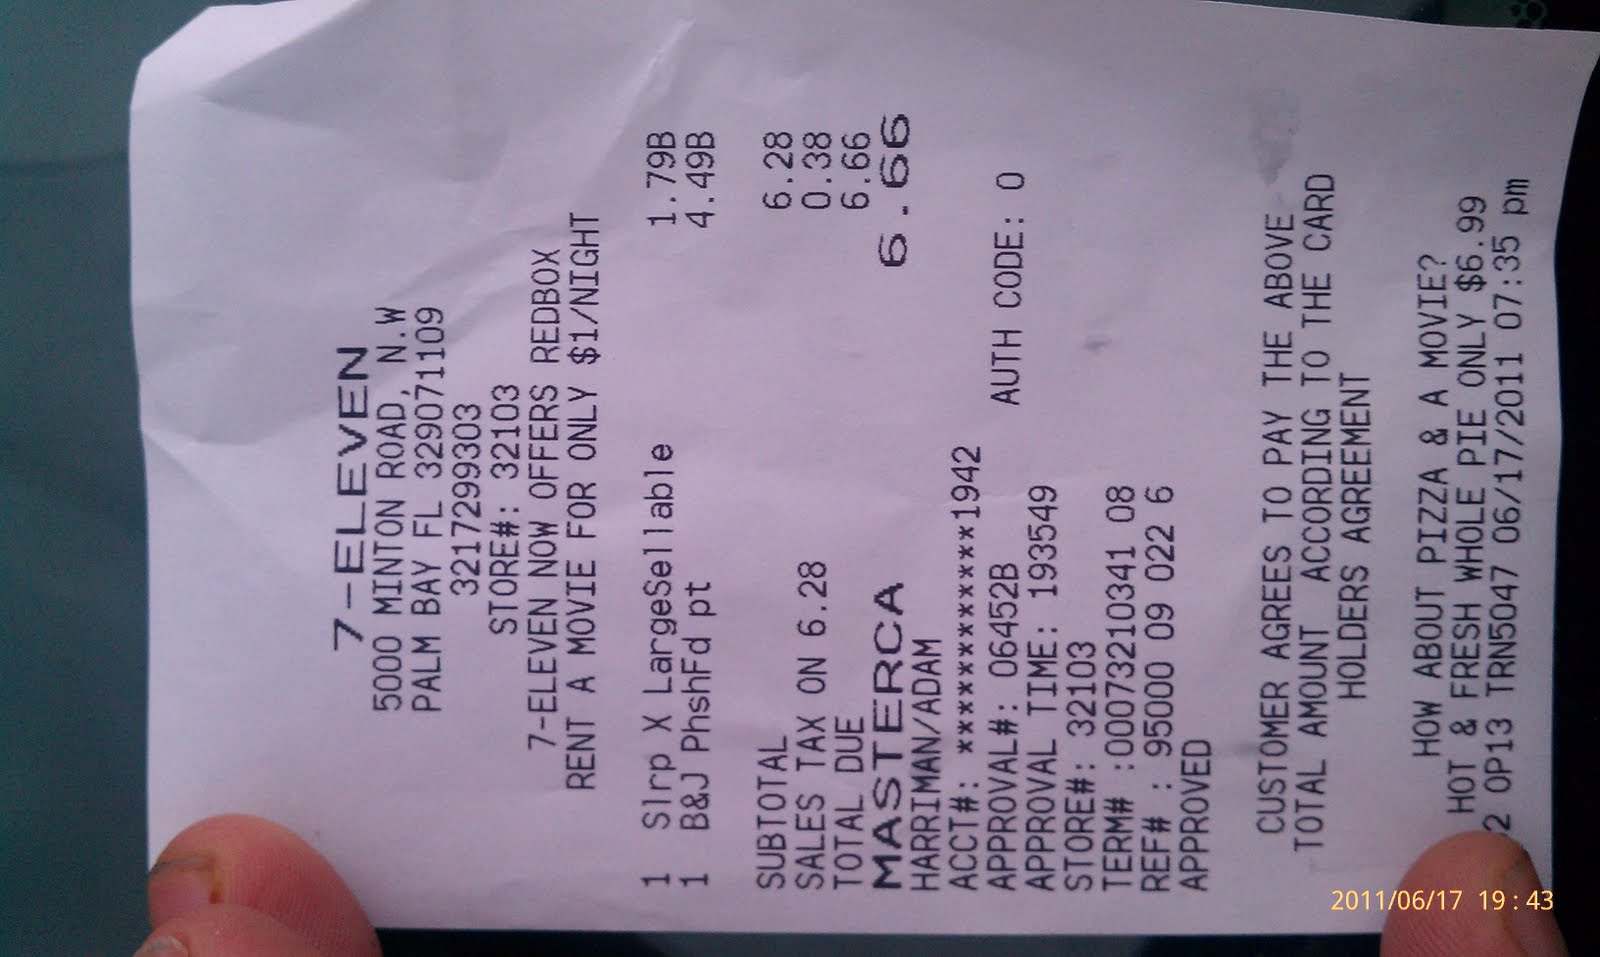 7-ELEVEN
5000 MINTON ROAD, N.W
PALM BAY FL 329071109
3217299303
STORE#: 32103
7-ELEVEN NOW OFFERS REDBOX
RENT A MOVIE FOR ONLY $1/NIGHT
1 Slrp X LargeSellable 1.79B
1 B&J PhshFd pt 4.49B
SUBTOTAL 6.28
SALES TAX ON 6.28 0.38
TOTAL DUE 6.66
MASTERCA 6.66
HARRIMAN/ADAM
ACCT#: ************1942
APPROVAL#: 06452B AUTH CODE: 0
APPROVAL TIME: 193549
STORE#: 32103
TERM# :00073210341 08
REF# : 95000 09 022 6
APPROVED
CUSTOMER AGREES TO PAY THE ABOVE
TOTAL AMOUNT ACCORDING TO THE CARD
HOLDERS AGREEMENT
HOW ABOUT PIZZA & A MOVIE?
HOT & FRESH WHOLE PIE ONLY $6.99
2 OP13 TRN5047 06/17/2011 07:35 pm
2011/06/17 19:43